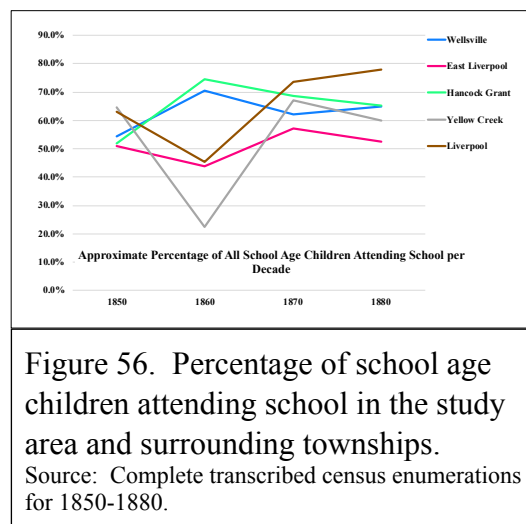 90.0%
80.0%
70.0%
60.0%
50.0%
40.0%
30.0%
20.0%
10.0%
0.0%
Approximate Percentage of All School Age Children Attending School per
Decade
1850 1860 1870 1880
Wellsville
East Liverpool
Hancock Grant
Yellow Creek
Liverpool
Figure 56. Percentage of school age
children attending school in the study
area and surrounding townships.
Source: Complete transcribed census enumerations
for 1850-1880.